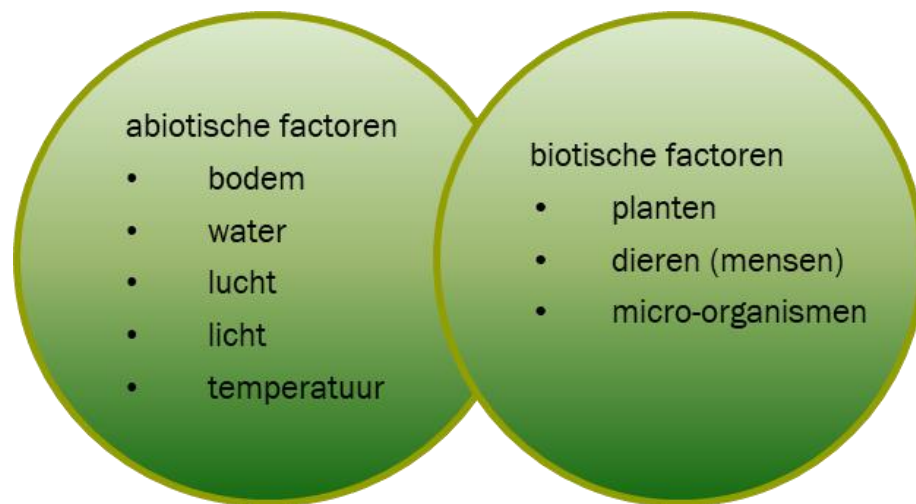 abiotische factoren
• bodem
• water
• lucht
• licht
• temperatuur
biotische factoren
• planten
• dieren (mensen)
• micro-organismen